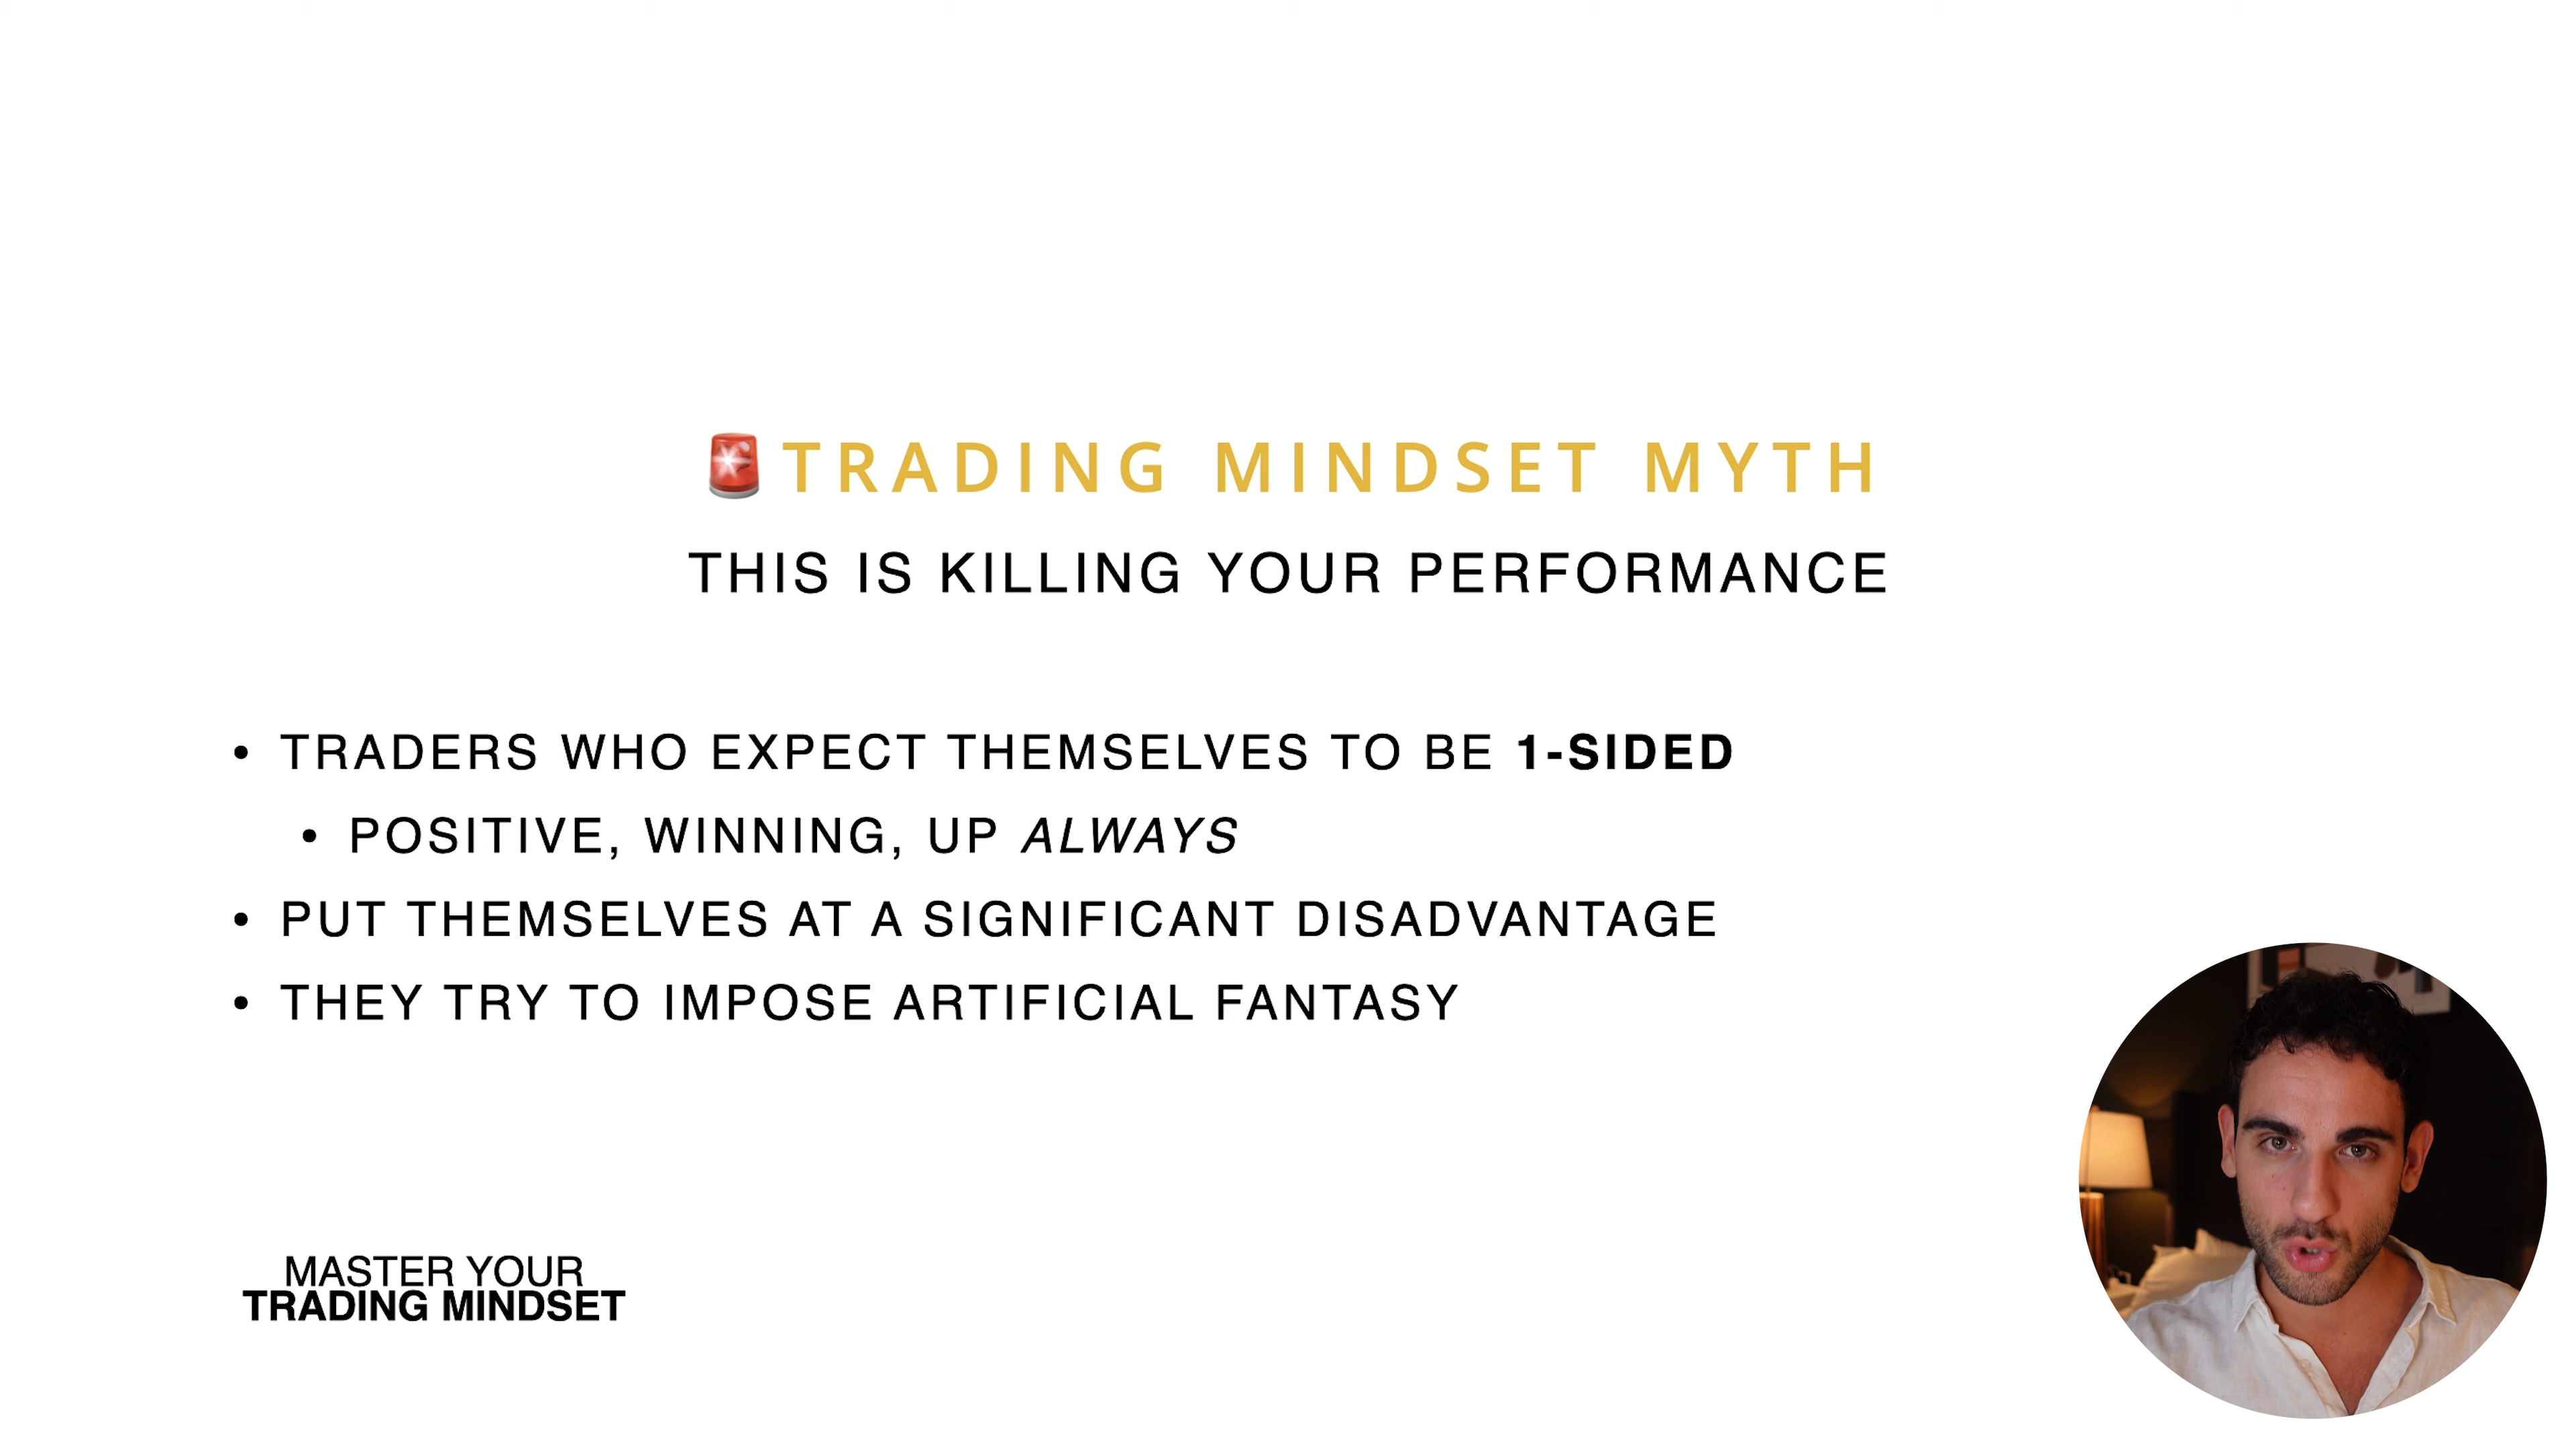 🚨TRADING MINDSET MYTH
THIS IS KILLING YOUR PERFORMANCE
• TRADERS WHO EXPECT THEMSELVES TO BE 1-SIDED
• POSITIVE, WINNING, UP ALWAYS
• PUT THEMSELVES AT A SIGNIFICANT DISADVANTAGE
• THEY TRY TO IMPOSE ARTIFICIAL FANTASY
MASTER YOUR
TRADING MINDSET